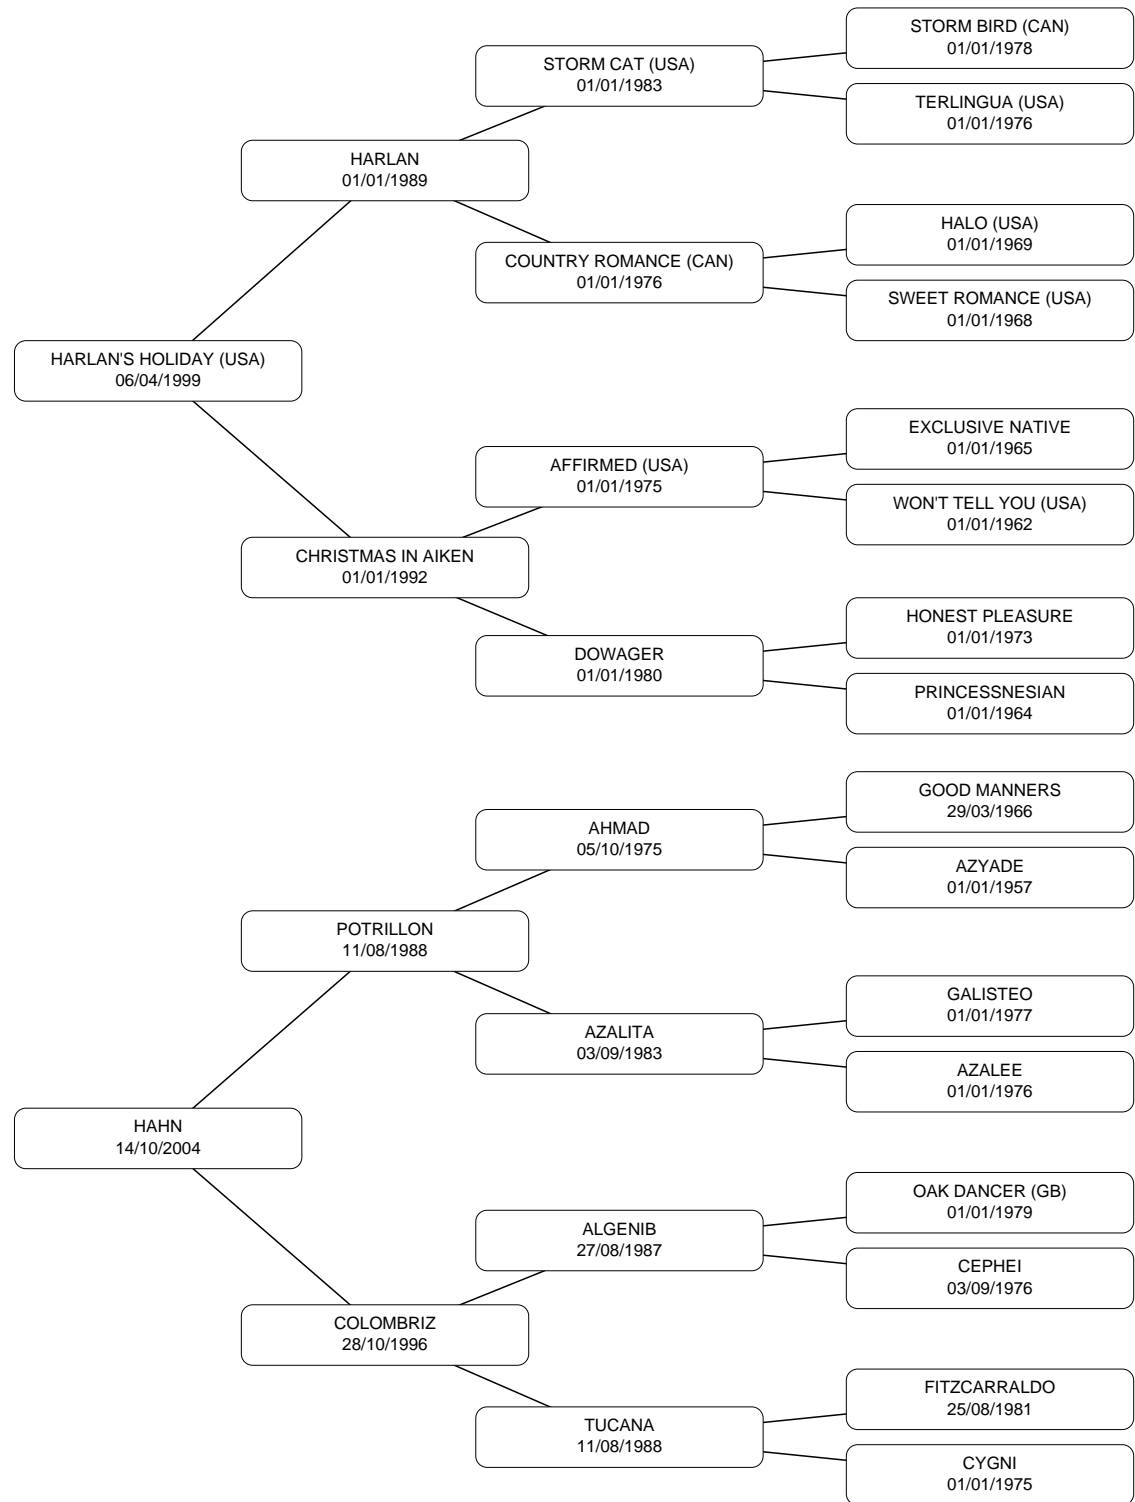 STORM BIRD (CAN)
01/01/1978
STORM CAT (USA)
01/01/1983
TERLINGUA (USA)
01/01/1976
HARLAN
01/01/1989
HALO (USA)
01/01/1969
COUNTRY ROMANCE (CAN)
01/01/1976
SWEET ROMANCE (USA)
01/01/1968
HARLAN'S HOLIDAY (USA)
06/04/1999
EXCLUSIVE NATIVE
01/01/1965
AFFIRMED (USA)
01/01/1975
WON'T TELL YOU (USA)
01/01/1962
CHRISTMAS IN AIKEN
01/01/1992
HONEST PLEASURE
01/01/1973
DOWAGER
01/01/1980
PRINCESSNESIAN
01/01/1964
GOOD MANNERS
29/03/1966
AHMAD
05/10/1975
AZYADE
01/01/1957
POTRILLON
11/08/1988
GALISTEO
01/01/1977
AZALITA
03/09/1983
AZALEE
01/01/1976
HAHN
14/10/2004
OAK DANCER (GB)
01/01/1979
ALGENIB
27/08/1987
CEPHEI
03/09/1976
COLOMBRIZ
28/10/1996
FITZCARRALDO
25/08/1981
TUCANA
11/08/1988
CYGNI
01/01/1975